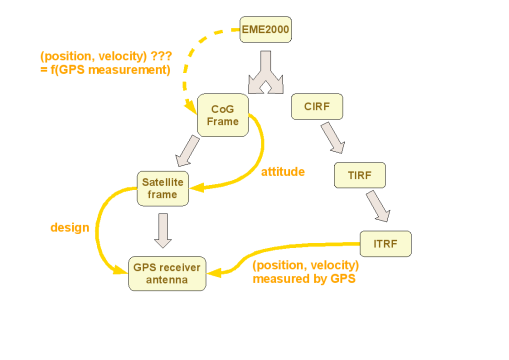 EME2000
(position, velocity) ???
= f(GPS measurement)
CoG
Frame
CIRF
attitude
Satellite
frame
TIRF
design
ITRF
GPS receiver
antenna
(position, velocity)
measured by GPS